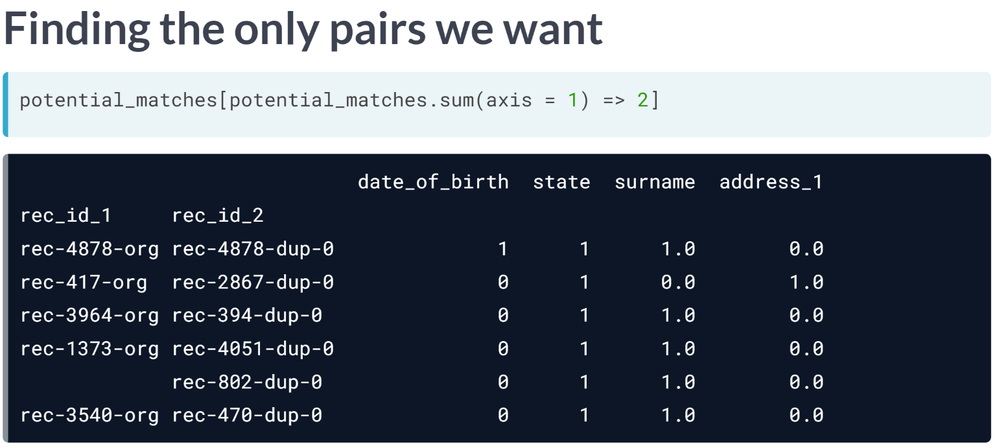 Finding the only pairs we want
potential_matches[potential_matches.sum(axis = 1) => 2]
date_of_birth state surname address_1
rec_id_1 rec_id_2
rec-4878-org rec-4878-dup-0 1 1 1.0 0.0
rec-417-org rec-2867-dup-0 0 1 0.0 1.0
rec-3964-org rec-394-dup-0 0 1 1.0 0.0
rec-1373-org rec-4051-dup-0 0 1 1.0 0.0
rec-802-dup-0 0 1 1.0 0.0
rec-3540-org rec-470-dup-0 0 1 1.0 0.0